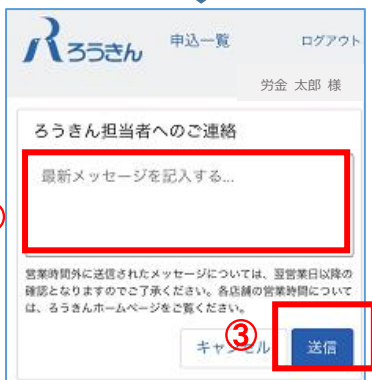 ろうきん 申込一覧 ログアウト
労金 太郎 様
ろうきん担当者へのご連絡
最新メッセージを記入する...
営業時間外に送信されたメッセージについては、翌営業日以降の
確認となりますのでご了承ください。各店舗の営業時間について
は、ろうきんホームページをご覧ください。
③
キャンセル 送信